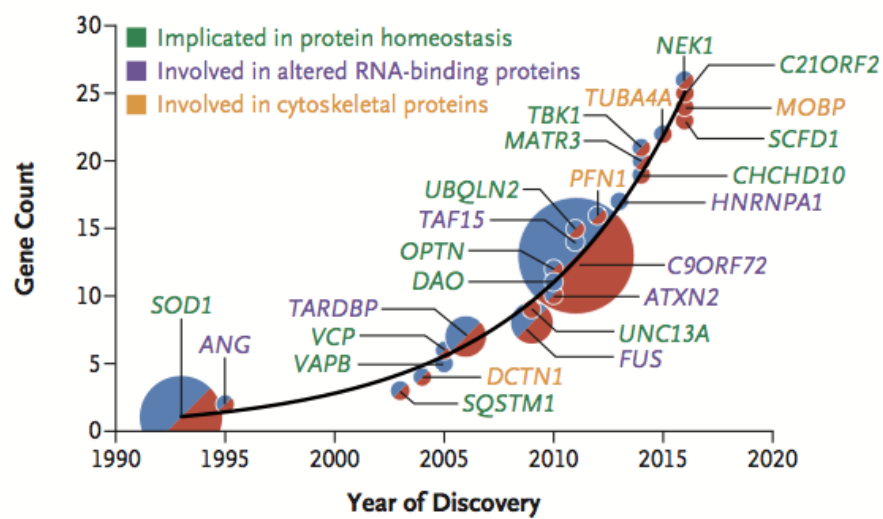 30
Implicated in protein homeostasis
Involved in altered RNA-binding proteins
Involved in cytoskeletal proteins
NEK1
C21ORF2
TUBA4A
MOBP
TBK1
SCFD1
MATR3
CHCHD10
PFN1
HNRNPA1
UBQLN2
TAF15
OPTN
C9ORF72
DAO
ATXN2
SOD1
TARDBP
UNC13A
ANG
VCP
FUS
VAPB
DCTN1
SQSTM1
25
20
15
10
5
0
Gene Count
1990 1995 2000 2005 2010 2015 2020
Year of Discovery